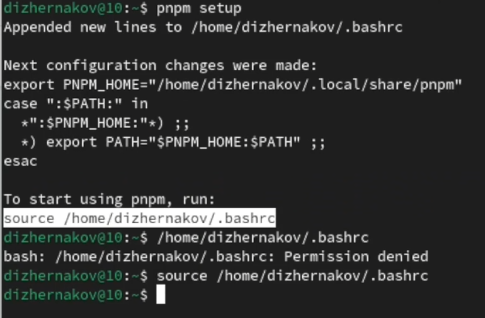 dizhernakov@10:~$ pnpm setup
Appended new lines to /home/dizhernakov/.bashrc

Next configuration changes were made:
export PNPM_HOME="/home/dizhernakov/.local/share/pnpm"
case ":$PATH:" in
  *":$PNPM_HOME:"*) ;;
  *) export PATH="$PNPM_HOME:$PATH" ;;
esac

To start using pnpm, run:
source /home/dizhernakov/.bashrc
dizhernakov@10:~$ /home/dizhernakov/.bashrc
bash: /home/dizhernakov/.bashrc: Permission denied
dizhernakov@10:~$ source /home/dizhernakov/.bashrc
dizhernakov@10:~$